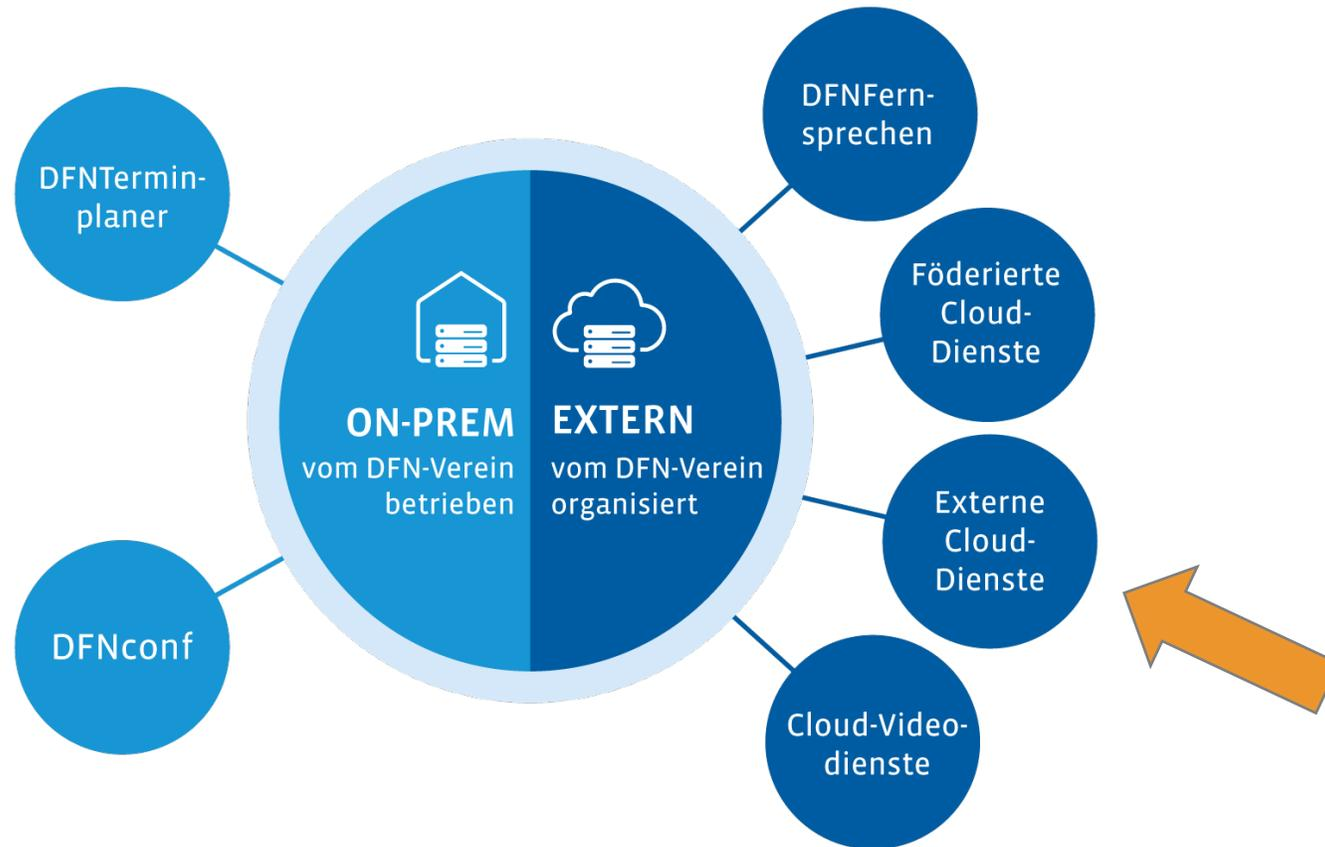 DFNTermin-
planer
DFNconf
ON-PREM
vom DFN-Verein
betrieben
EXTERN
vom DFN-Verein
organisiert
DFNFern-
sprechen
Föderierte
Cloud-
Dienste
Externe
Cloud-
Dienste
Cloud-Video-
dienste